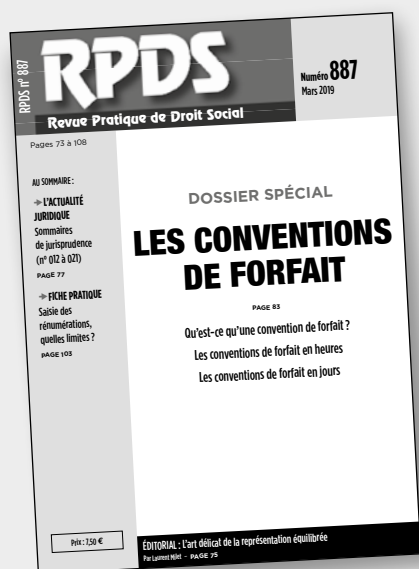 RPDS n° 887
RPDS
Revue Pratique de Droit Social
Numéro 887
Mars 2019
Pages 73 à 108
AU SOMMAIRE :
➔ L'ACTUALITÉ
JURIDIQUE
Sommaires
de jurisprudence
(n° 012 à 021)
PAGE 77
➔ FICHE PRATIQUE
Saisie des
rénumérations,
quelles limites ?
PAGE 103
Prix : 7,50 €
DOSSIER SPÉCIAL
LES CONVENTIONS
DE FORFAIT
PAGE 83
Qu'est-ce qu'une convention de forfait ?
Les conventions de forfait en heures
Les conventions de forfait en jours
ÉDITORIAL : L'art délicat de la représentation équilibrée
Par Laurent Milet – PAGE 75